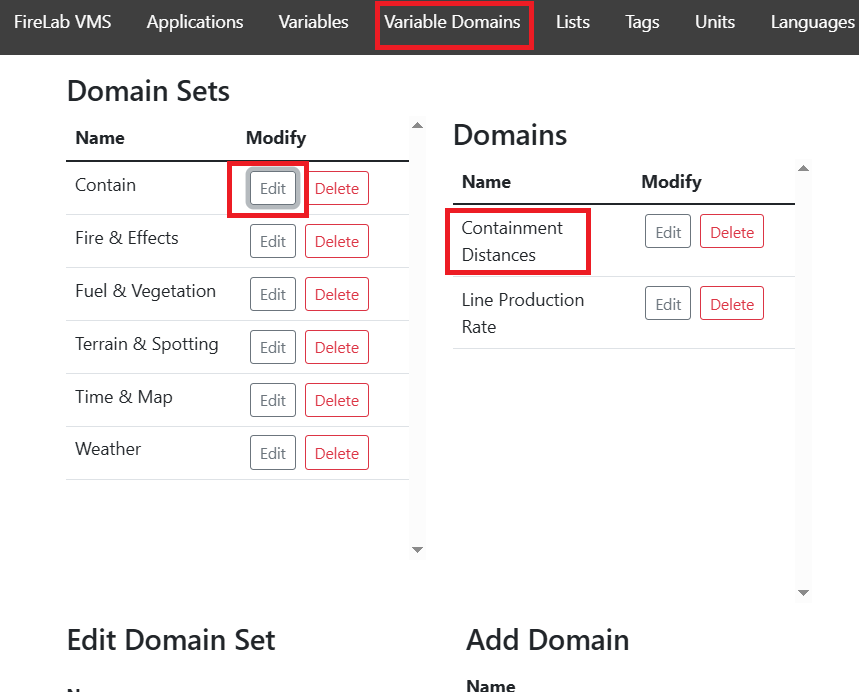 FireLab VMS Applications Variables Variable Domains Lists Tags Units Languages
Domain Sets
Name Modify
Contain Edit Delete
Fire & Effects Edit Delete
Fuel & Vegetation Edit Delete
Terrain & Spotting Edit Delete
Time & Map Edit Delete
Weather Edit Delete
Domains
Name Modify
Containment
Distances Edit Delete
Line Production
Rate Edit Delete
Edit Domain Set
Add Domain
Name